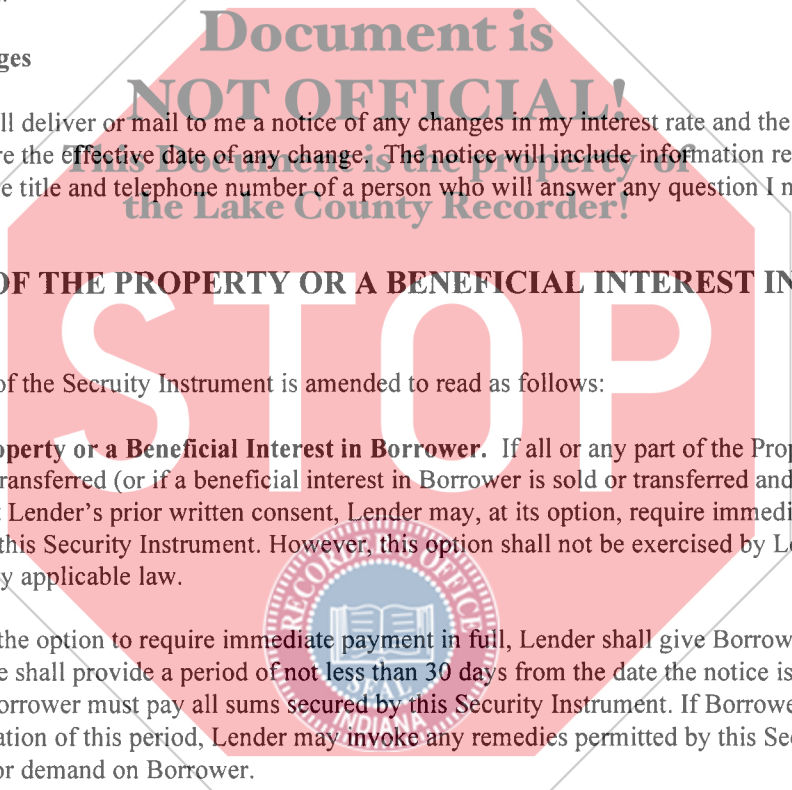 Document is
NOT OFFICIAL!
This Document is the property of
the Lake County Recorder!
STOP
ges
ll deliver or mail to me a notice of any changes in my interest rate and the
re the effective date of any change. The notice will include information re
e title and telephone number of a person who will answer any question I m
OF THE PROPERTY OR A BENEFICIAL INTEREST IN
of the Secruity Instrument is amended to read as follows:
operty or a Beneficial Interest in Borrower. If all or any part of the Prop
ransferred (or if a beneficial interest in Borrower is sold or transferred and
Lender's prior written consent, Lender may, at its option, require immedi
this Security Instrument. However, this option shall not be exercised by Le
y applicable law.
the option to require immediate payment in full, Lender shall give Borrow
e shall provide a period of not less than 30 days from the date the notice is
orrower must pay all sums secured by this Security Instrument. If Borrowe
ation of this period, Lender may invoke any remedies permitted by this Sec
or demand on Borrower.
RECORDER'S OFFICE
SEAL
INDIANA